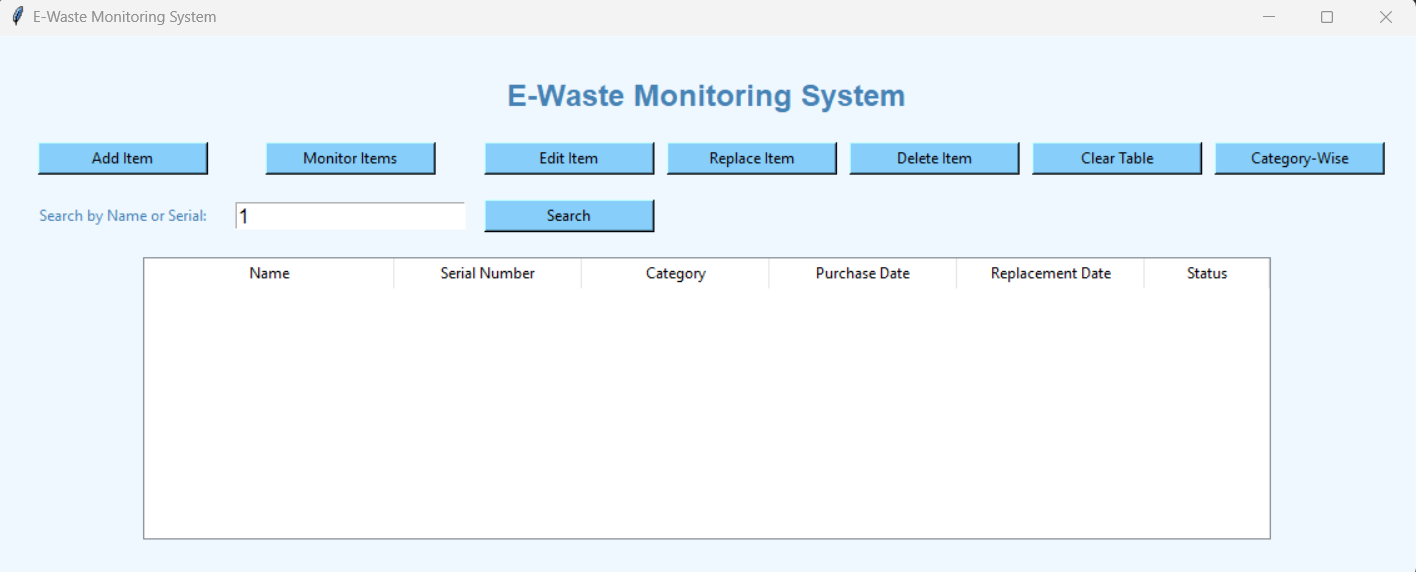 E-Waste Monitoring System
E-Waste Monitoring System
Add Item Monitor Items Edit Item Replace Item Delete Item Clear Table Category-Wise
Search by Name or Serial: 1 Search
Name Serial Number Category Purchase Date Replacement Date Status